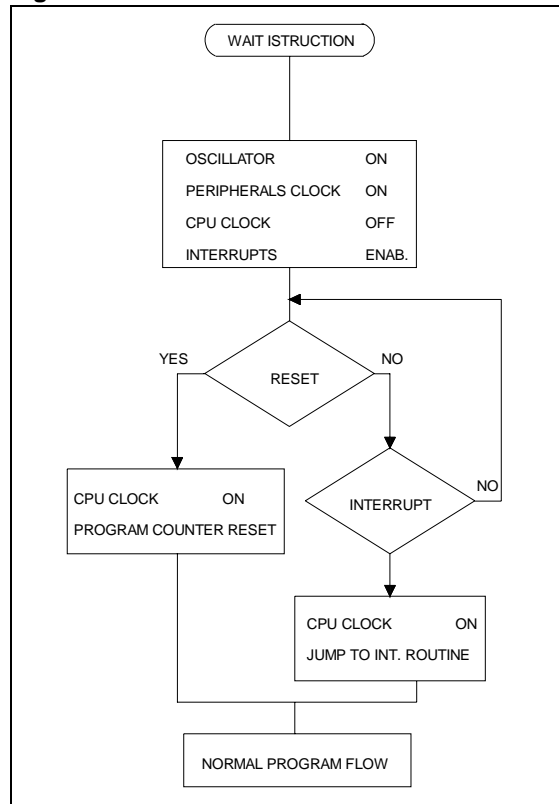 WAIT ISTRUCTION
OSCILLATOR ON
PERIPHERALS CLOCK ON
CPU CLOCK OFF
INTERRUPTS ENAB.
YES
RESET
NO
CPU CLOCK ON
PROGRAM COUNTER RESET
INTERRUPT
NO
CPU CLOCK ON
JUMP TO INT. ROUTINE
NORMAL PROGRAM FLOW